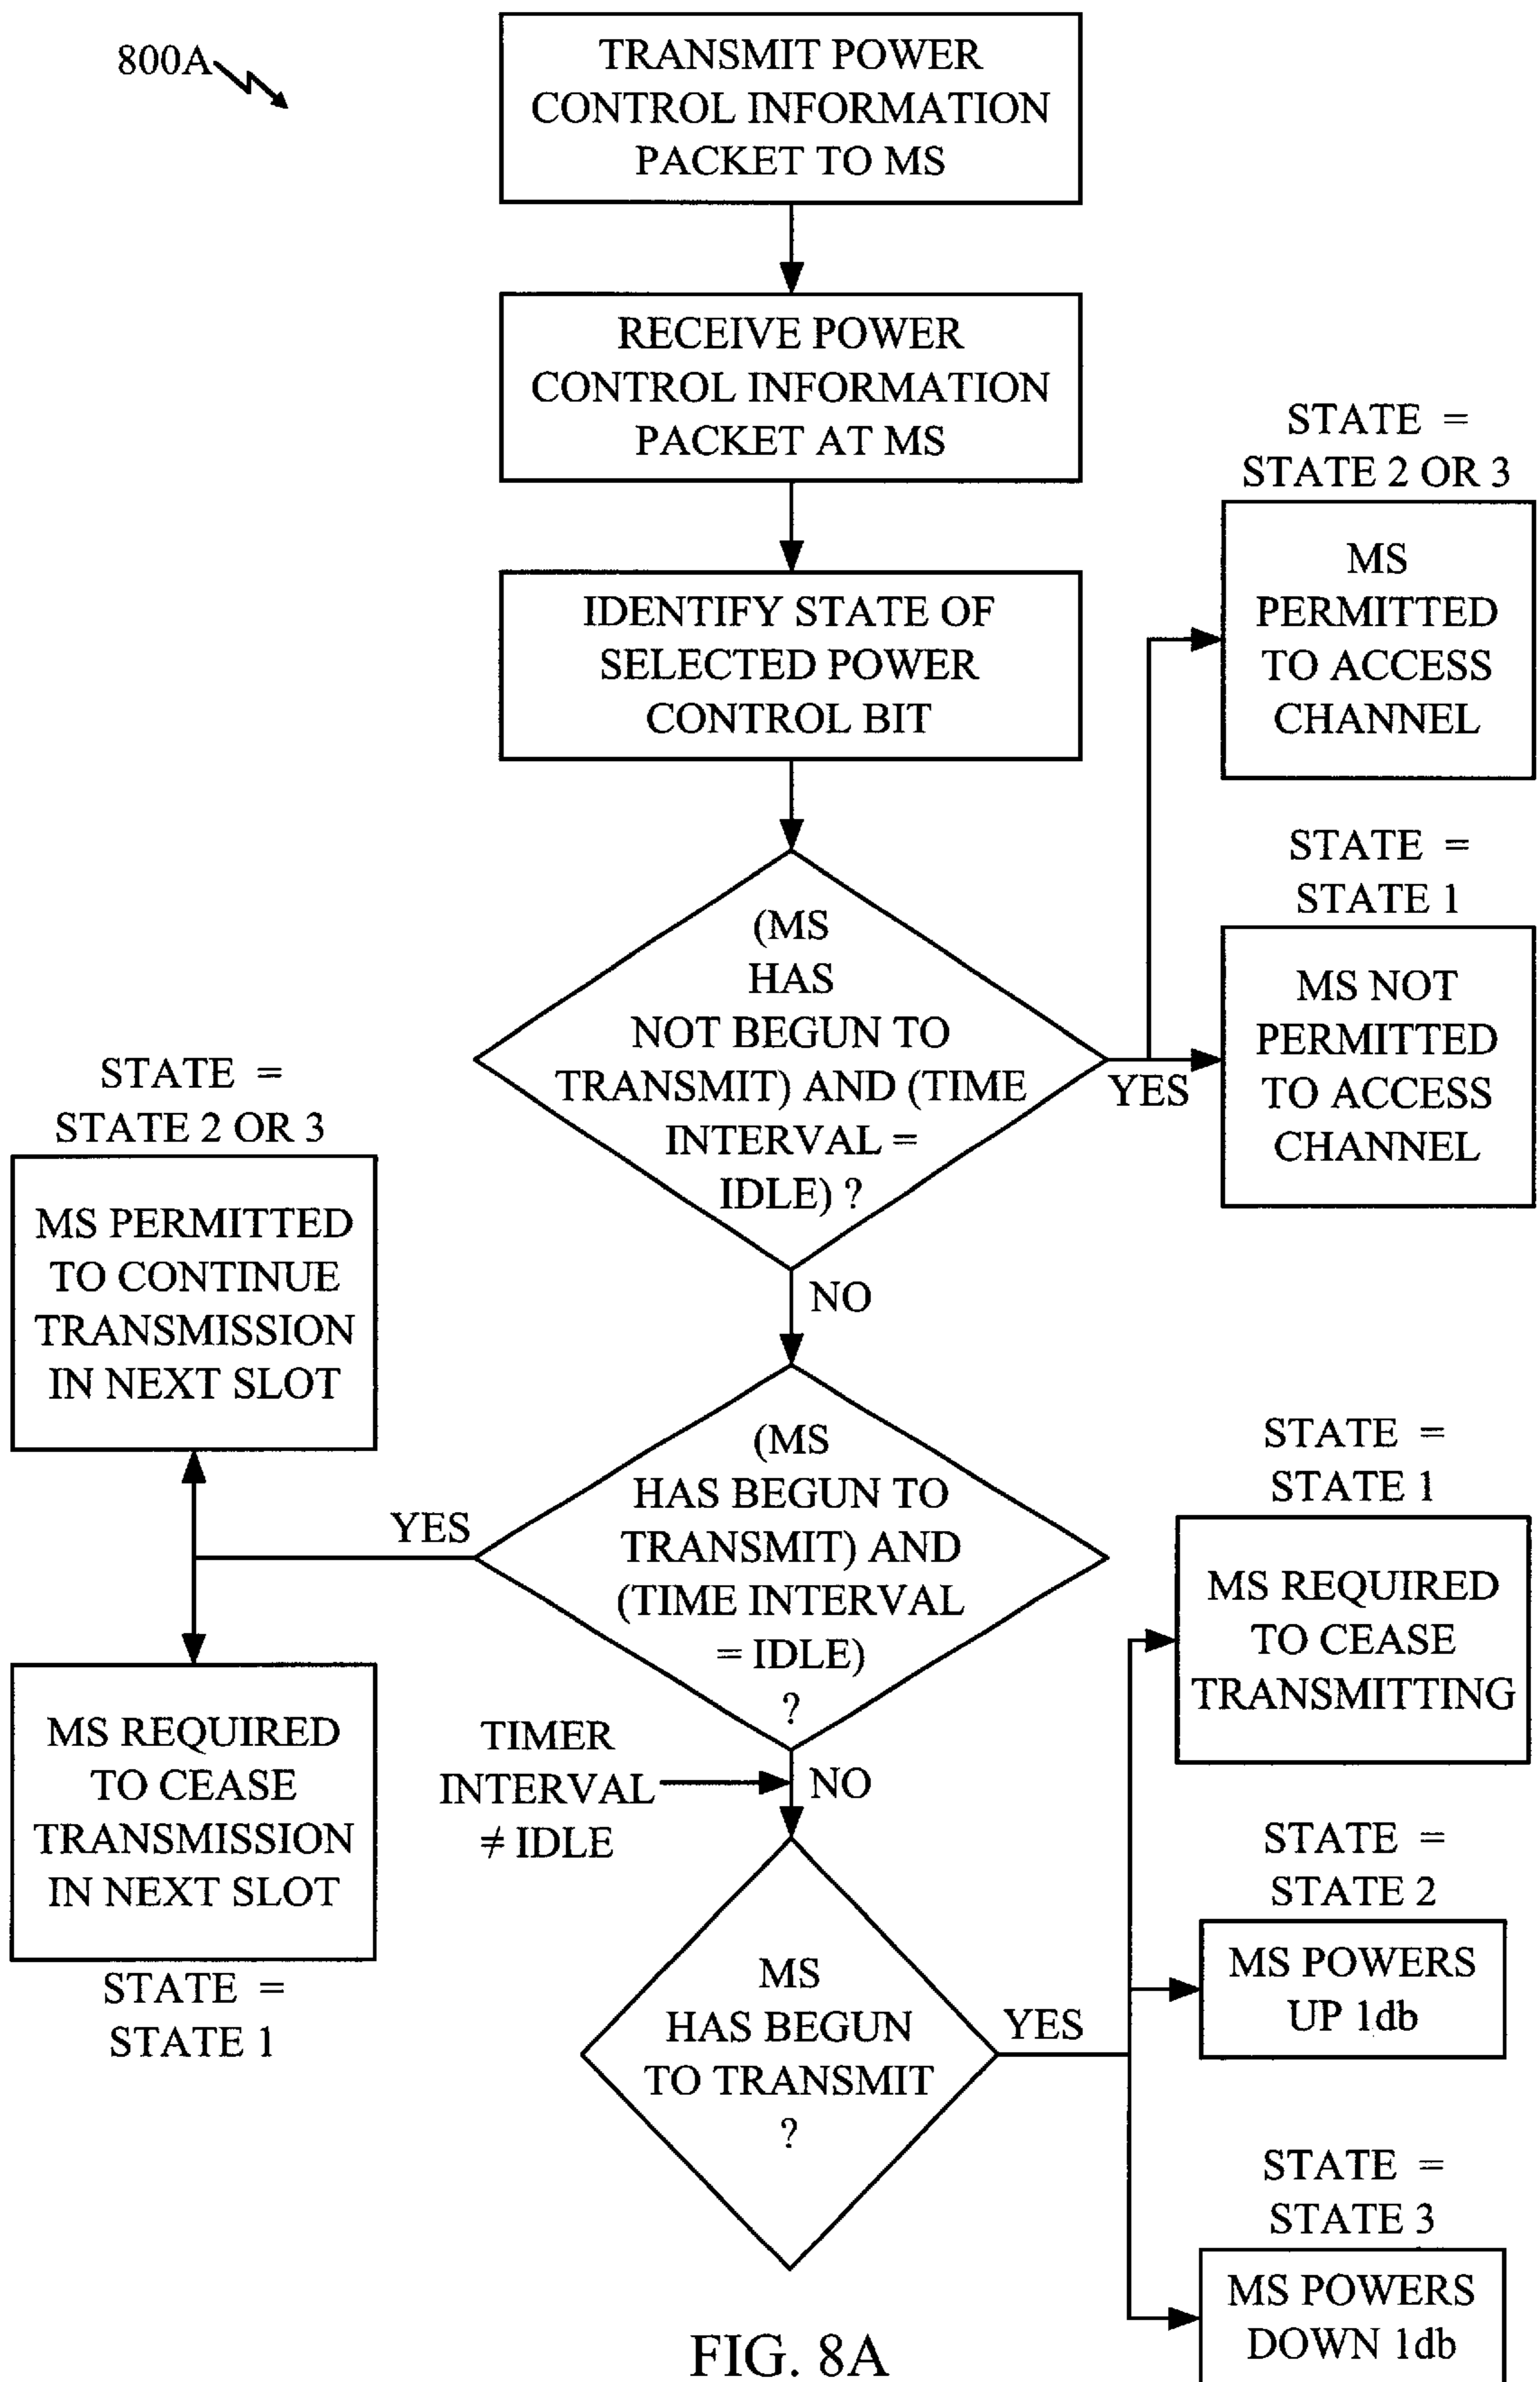 800A
TRANSMIT POWER
CONTROL INFORMATION
PACKET TO MS
RECEIVE POWER
CONTROL INFORMATION
PACKET AT MS
IDENTIFY STATE OF
SELECTED POWER
CONTROL BIT
STATE =
STATE 2 OR 3
MS
PERMITTED
TO ACCESS
CHANNEL
(MS
HAS
NOT BEGUN TO
TRANSMIT) AND (TIME
INTERVAL =
IDLE) ?
YES
STATE =
STATE 1
MS NOT
PERMITTED
TO ACCESS
CHANNEL
NO
STATE =
STATE 2 OR 3
MS PERMITTED
TO CONTINUE
TRANSMISSION
IN NEXT SLOT
(MS
HAS BEGUN TO
TRANSMIT) AND
(TIME INTERVAL
= IDLE)
?
YES
MS REQUIRED
TO CEASE
TRANSMISSION
IN NEXT SLOT
STATE =
STATE 1
TIMER
INTERVAL
≠ IDLE
NO
MS
HAS BEGUN
TO TRANSMIT
?
YES
STATE =
STATE 1
MS REQUIRED
TO CEASE
TRANSMITTING
STATE =
STATE 2
MS POWERS
UP 1db
STATE =
STATE 3
MS POWERS
DOWN 1db
FIG. 8A